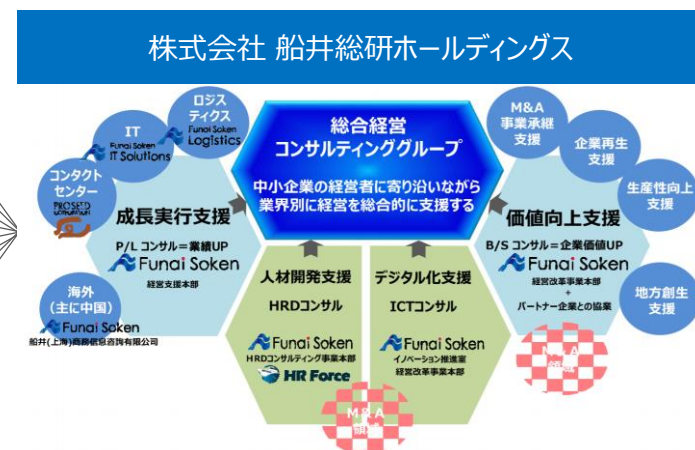 株式会社 船井総研ホールディングス
総合経営
コンサルティンググループ
中小企業の経営者に寄り沿いながら
業界別に経営を総合的に支援する
ロジス
ティクス
Funai Soken
Logistics
IT
Funai Soken
IT Solutions
コンタクト
センター
PROSEED
海外
(主に中国)
Funai Soken
船井(上海)商務信息咨詢有限公司
成長実行支援
P/L コンサル=業績UP
Funai Soken
経営支援本部
人材開発支援
HRDコンサル
Funai Soken
HRDコンサルティング事業本部
HR Force
デジタル化支援
ICTコンサル
Funai Soken
イノベーション推進室
経営改革事業本部
価値向上支援
B/S コンサル=企業価値UP
Funai Soken
経営改革事業本部
+
パートナー企業との協業
M&A
事業承継
支援
企業再生
支援
生産性向上
支援
地方創生
支援
M&A
領域
M&A
領域